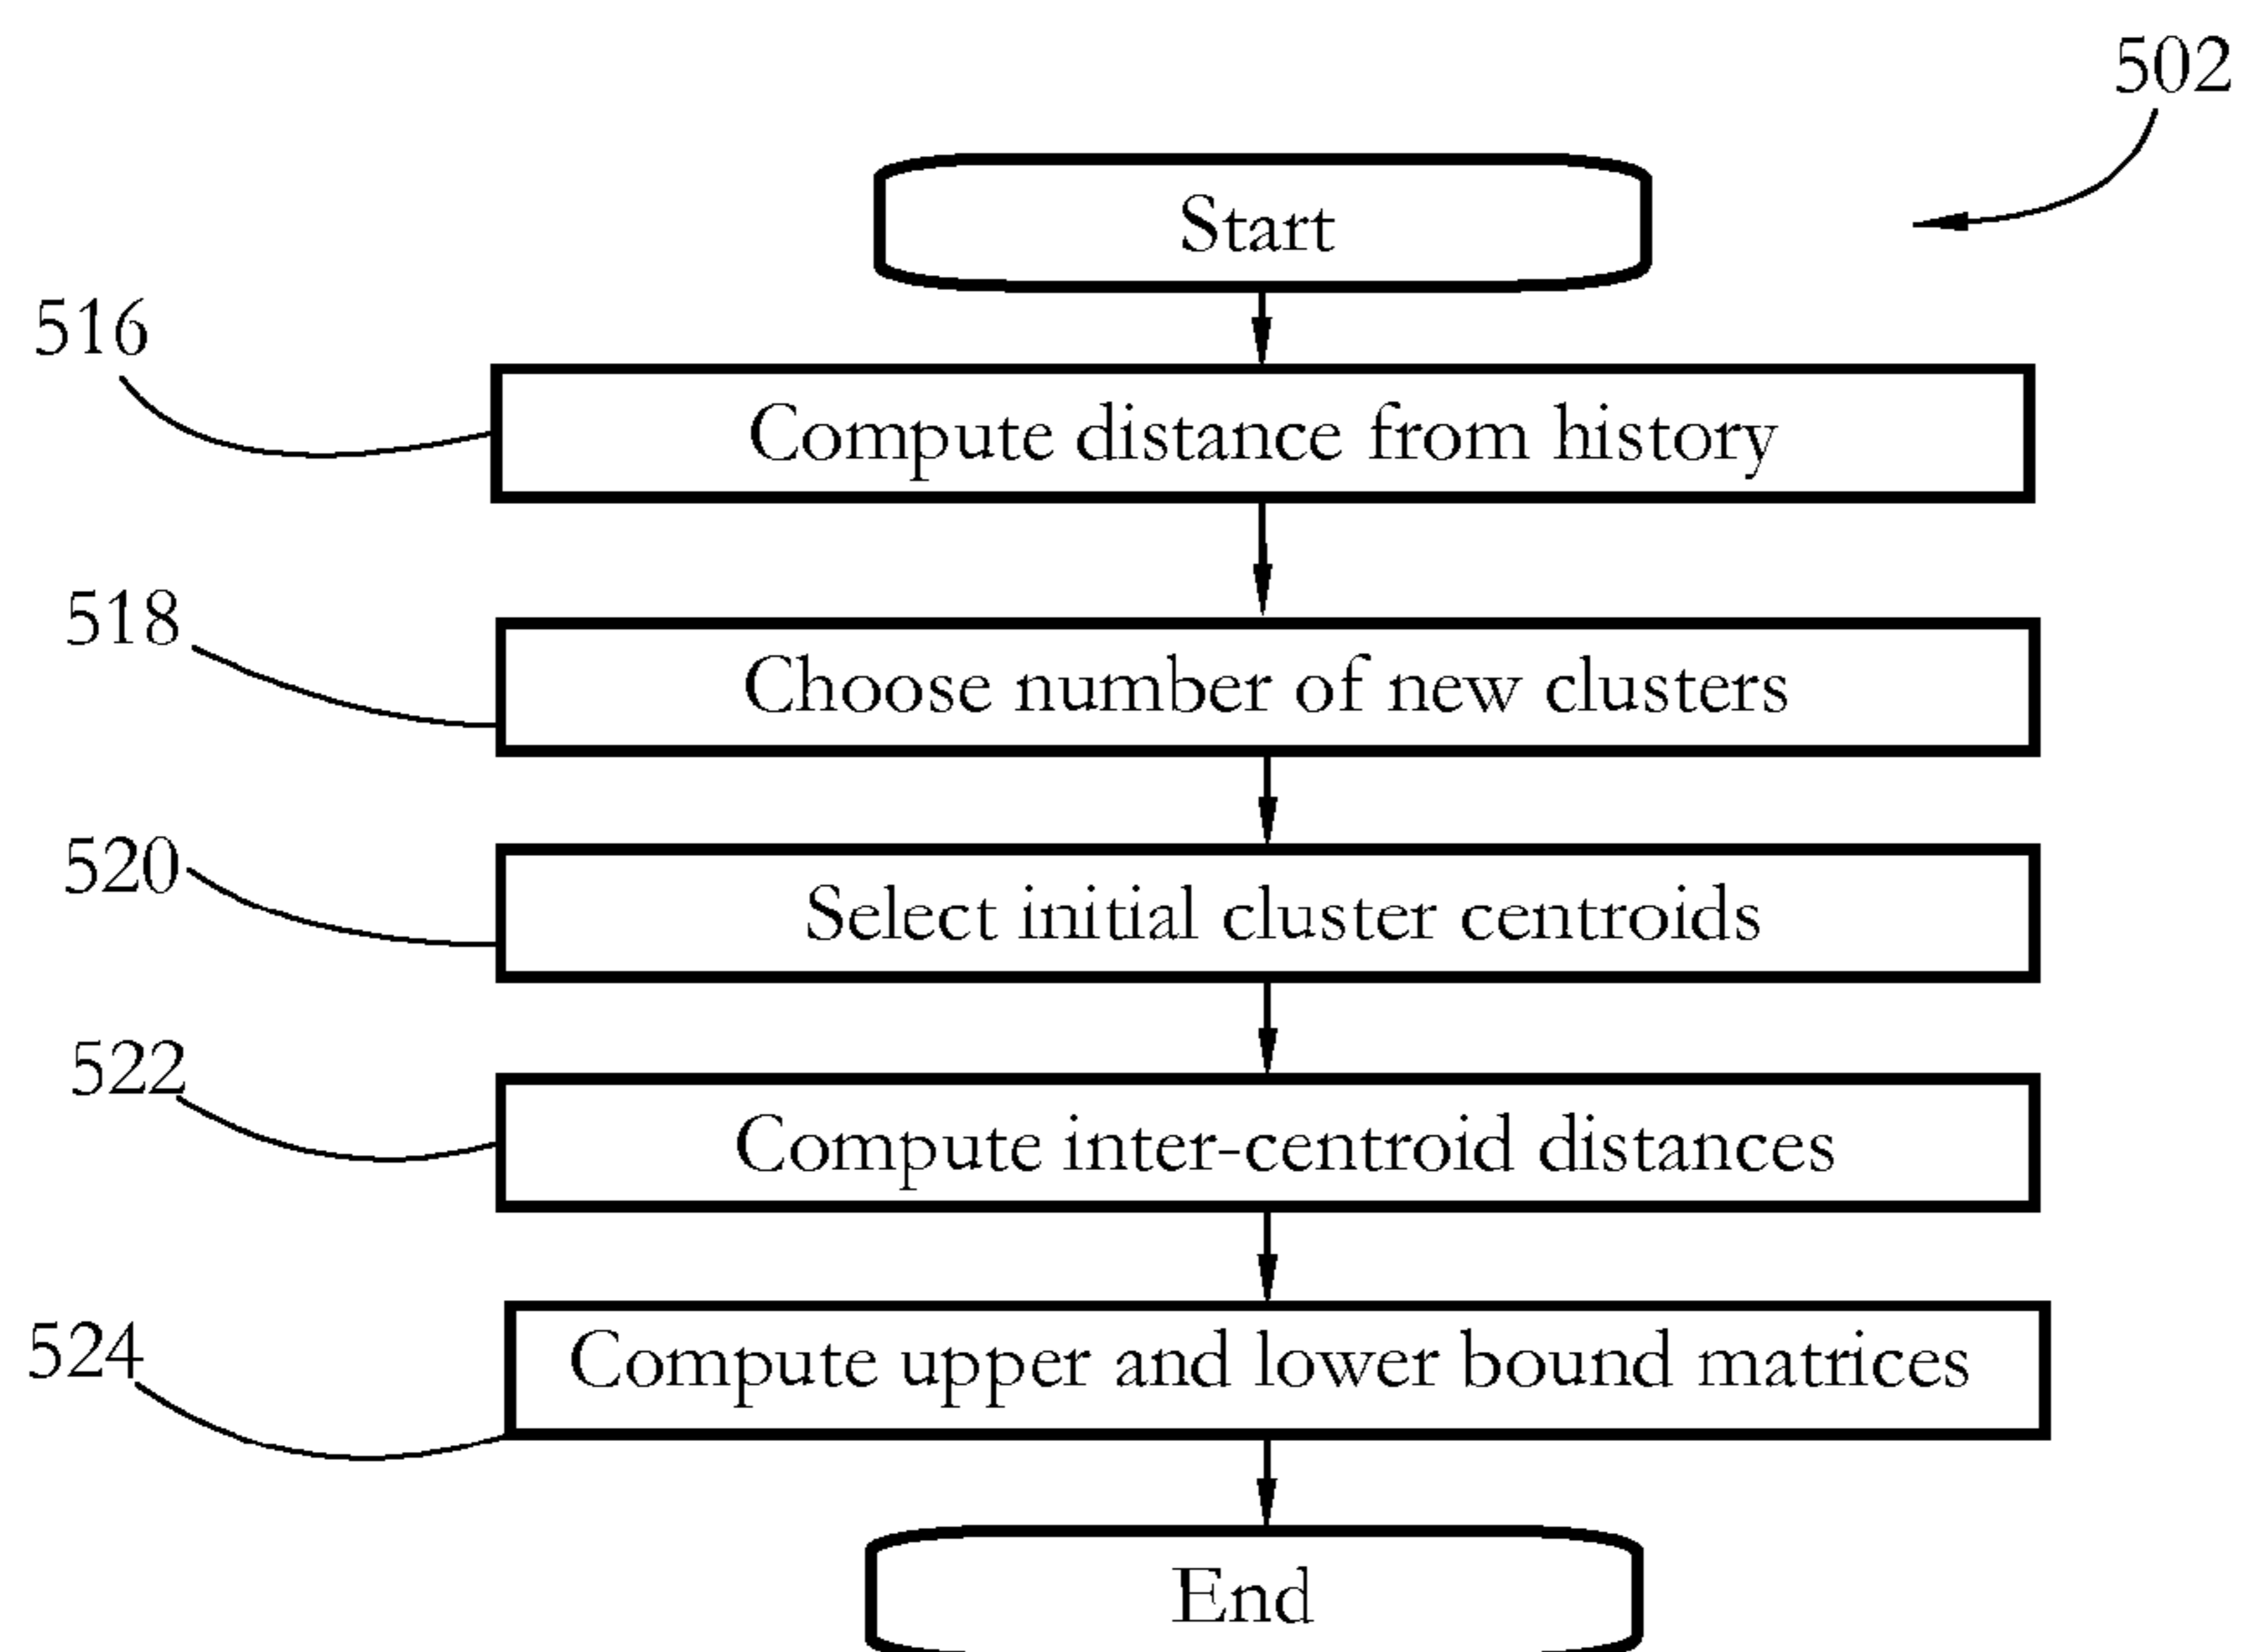 502
Start
516
Compute distance from history
518
Choose number of new clusters
520
Select initial cluster centroids
522
Compute inter-centroid distances
524
Compute upper and lower bound matrices
End